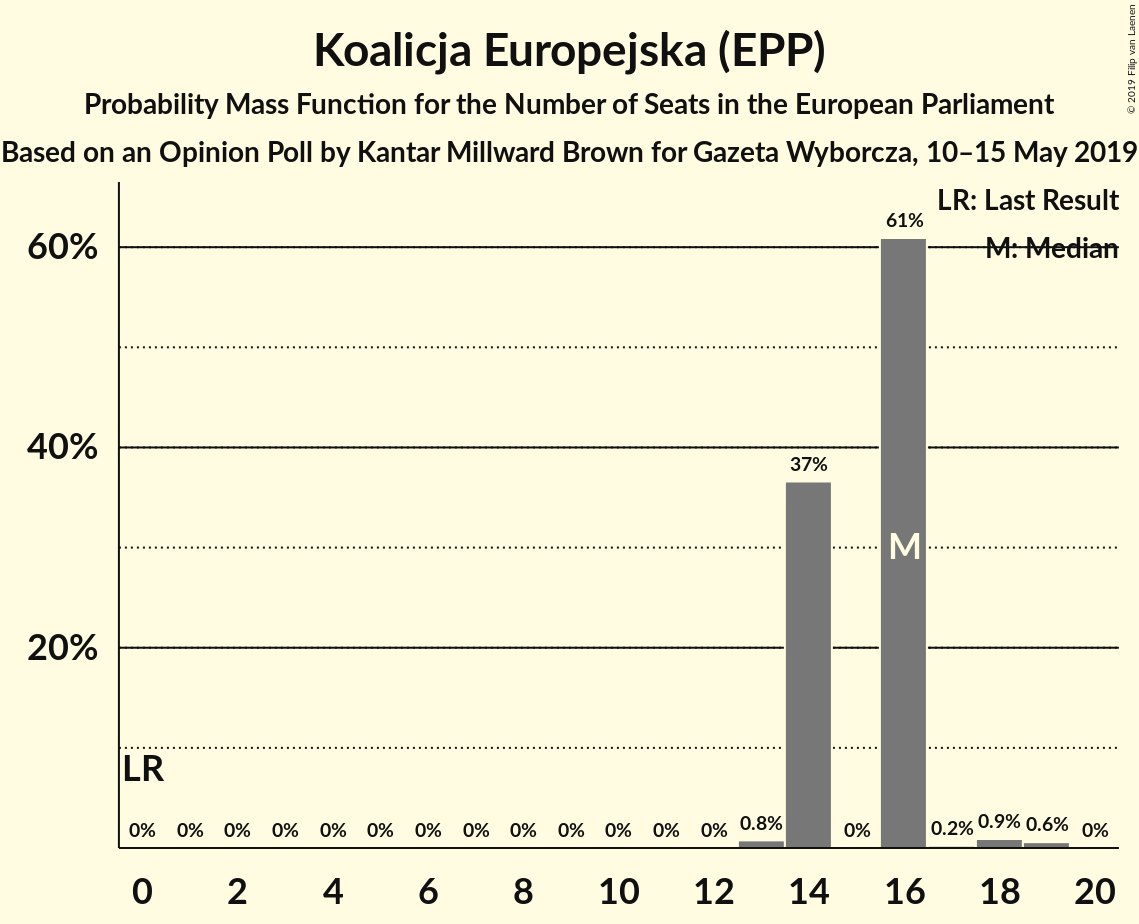 Koalicja Europejska (EPP)
Probability Mass Function for the Number of Seats in the European Parliament
Based on an Opinion Poll by Kantar Millward Brown for Gazeta Wyborcza, 10–15 May 2019
© 2019 Filip van Laenen
LR: Last Result
M: Median
60%
40%
20%
61%
37%
M
LR
0% 0% 0% 0% 0% 0% 0% 0% 0% 0% 0% 0% 0% 0.8% 0% 0.2% 0.9% 0.6% 0%
0 2 4 6 8 10 12 14 16 18 20